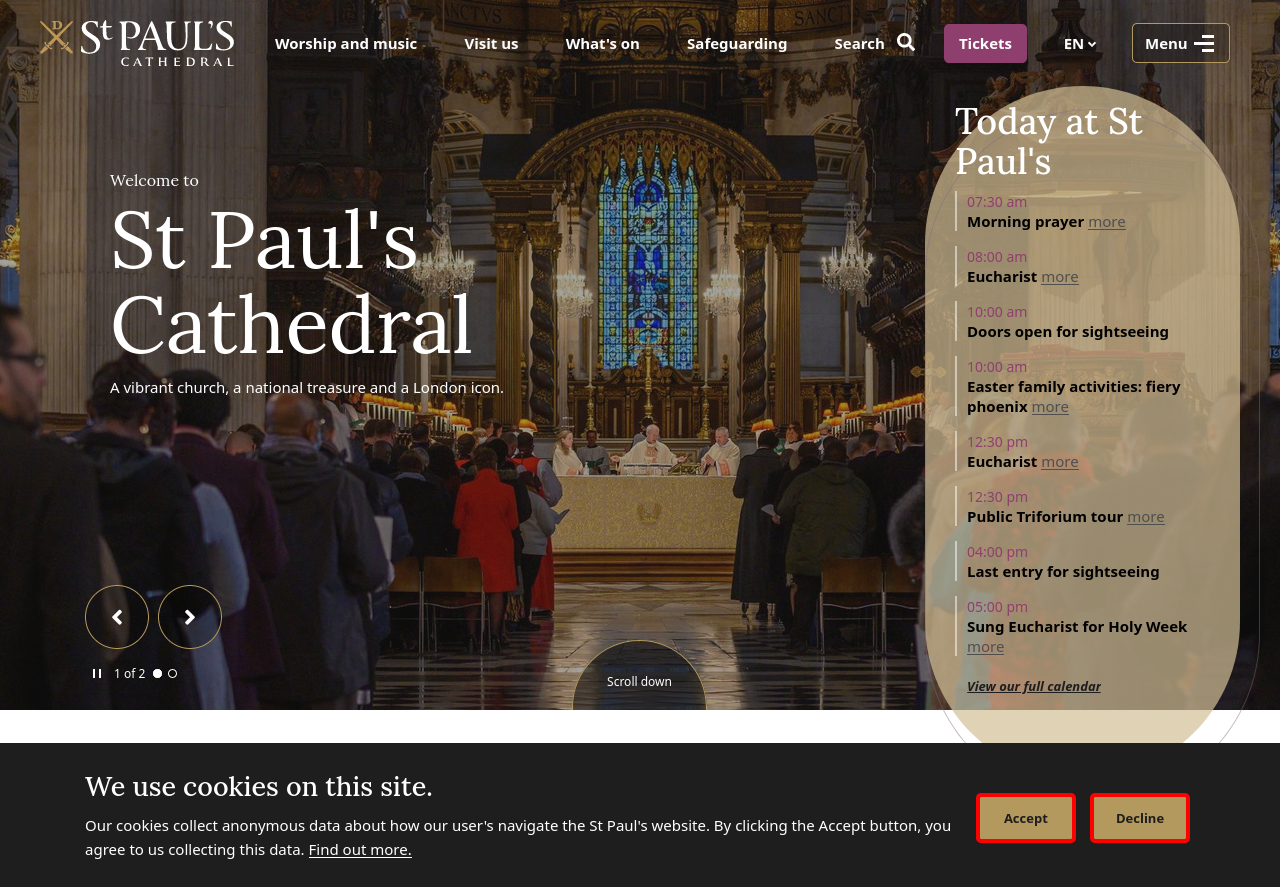 St PAUL'S
CATHEDRAL
Worship and music
Visit us
What's on
Safeguarding
Search
Tickets
EN
Menu
Welcome to
St Paul's
Cathedral
A vibrant church, a national treasure and a London icon.
1 of 2
Scroll down
Today at St
Paul's
07:30 am
Morning prayer more
08:00 am
Eucharist more
10:00 am
Doors open for sightseeing
10:00 am
Easter family activities: fiery
phoenix more
12:30 pm
Eucharist more
12:30 pm
Public Triforium tour more
04:00 pm
Last entry for sightseeing
05:00 pm
Sung Eucharist for Holy Week
more
View our full calendar
We use cookies on this site.
Our cookies collect anonymous data about how our user's navigate the St Paul's website. By clicking the Accept button, you
agree to us collecting this data. Find out more.
Accept
Decline